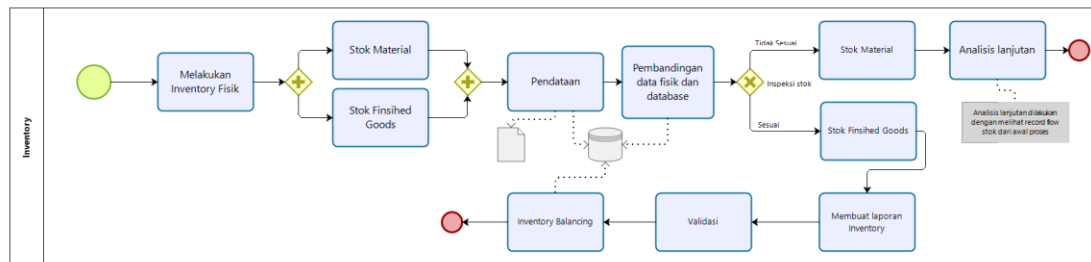 Inventory
Melakukan
Inventory Fisik
Stok Material
Stok Finsihed
Goods
Pendataan
Pembandingan
data fisik dan
database
Tidak Sesuai
Inspeksi stok
Sesuai
Stok Material
Analisis lanjutan
Analisis lanjutan dilakukan
dengan melihat record flow
stok dari awal proses
Stok Finsihed Goods
Membuat laporan
Inventory
Validasi
Inventory Balancing